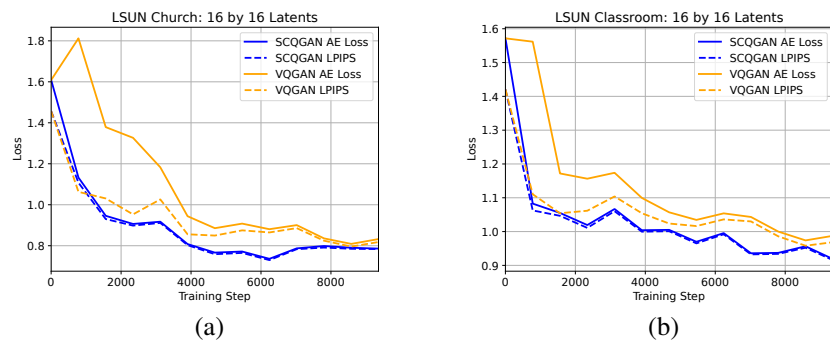 LSUN Church: 16 by 16 Latents
SCQGAN AE Loss
SCQGAN LPIPS
VQGAN AE Loss
VQGAN LPIPS
1.8
1.6
1.4
1.2
1.0
0.8
Loss
0 2000 4000 6000 8000
Training Step
(a)
LSUN Classroom: 16 by 16 Latents
SCQGAN AE Loss
SCQGAN LPIPS
VQGAN AE Loss
VQGAN LPIPS
1.6
1.5
1.4
1.3
1.2
1.1
1.0
0.9
Loss
0 2000 4000 6000 8000
Training Step
(b)